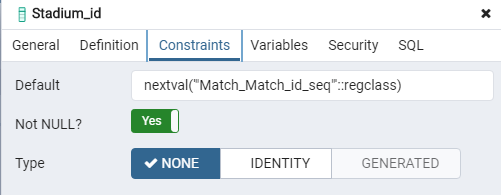 Stadium_id
General Definition Constraints Variables Security SQL
Default nextval('"Match_Match_id_seq"'::regclass)
Not NULL? Yes
Type NONE IDENTITY GENERATED